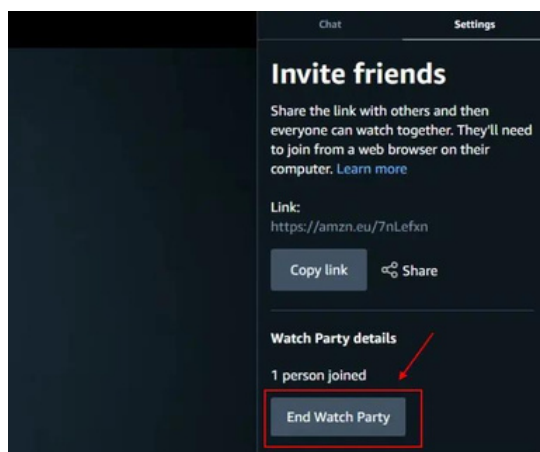 Chat Settings
Invite friends
Share the link with others and then
everyone can watch together. They'll need
to join from a web browser on their
computer. Learn more
Link:
https://amzn.eu/7nLefxn
Copy link Share
Watch Party details
1 person joined
End Watch Party